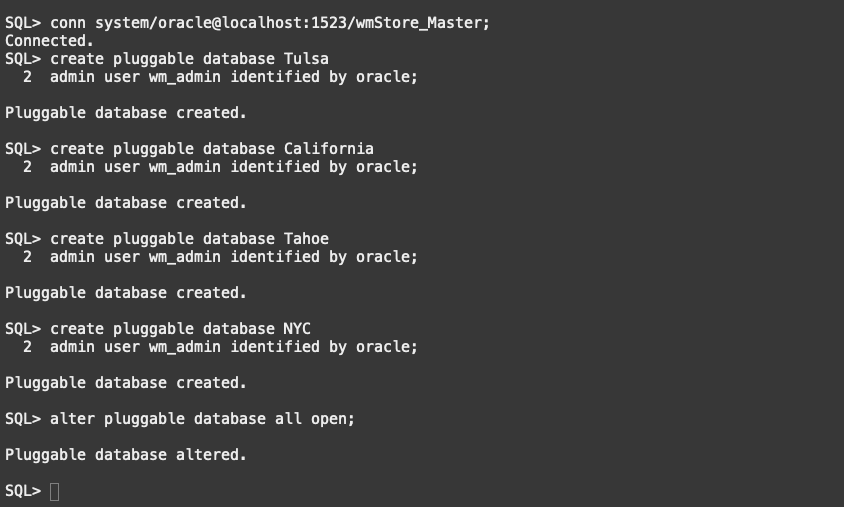 SQL> conn system/oracle@localhost:1523/wmStore_Master;
Connected.
SQL> create pluggable database Tulsa
  2  admin user wm_admin identified by oracle;
Pluggable database created.
SQL> create pluggable database California
  2  admin user wm_admin identified by oracle;
Pluggable database created.
SQL> create pluggable database Tahoe
  2  admin user wm_admin identified by oracle;
Pluggable database created.
SQL> create pluggable database NYC
  2  admin user wm_admin identified by oracle;
Pluggable database created.
SQL> alter pluggable database all open;
Pluggable database altered.
SQL>